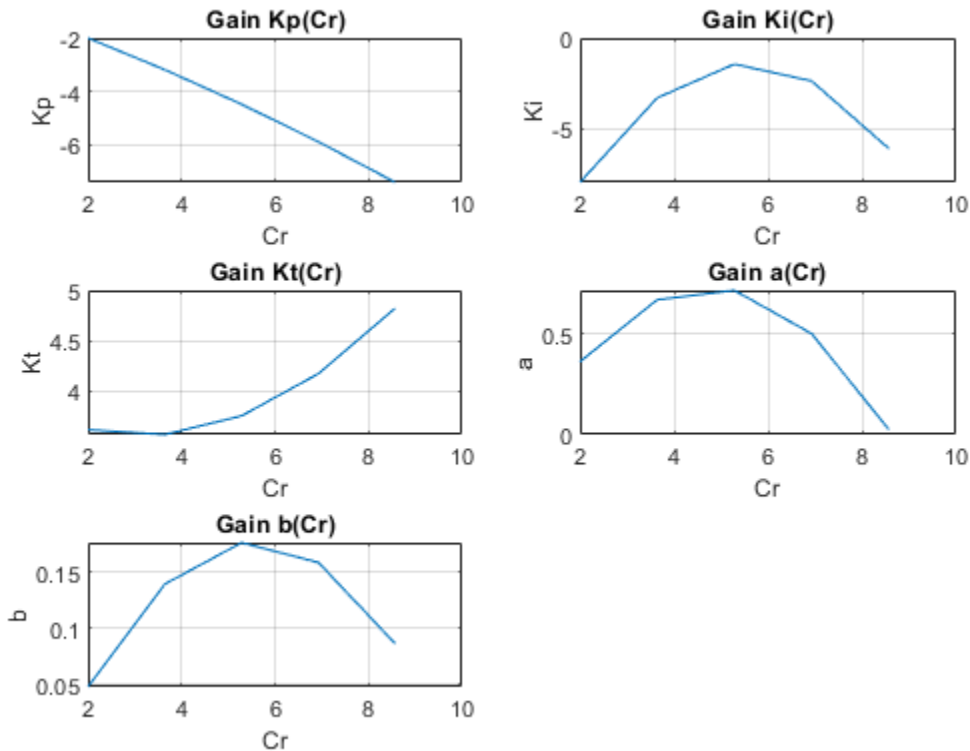 Gain Kp(Cr)
-2
-4
-6
Kp
2 4 6 8 10
Cr
Gain Ki(Cr)
0
-5
Ki
2 4 6 8 10
Cr
Gain Kt(Cr)
5
4.5
4
Kt
2 4 6 8 10
Cr
Gain a(Cr)
0.5
0
a
2 4 6 8 10
Cr
Gain b(Cr)
0.15
0.1
0.05
b
2 4 6 8 10
Cr